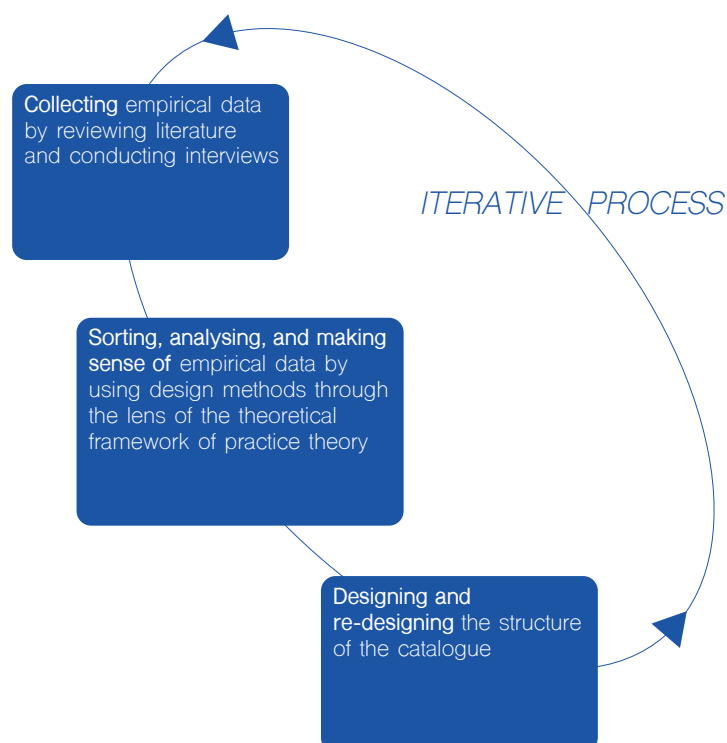 Collecting empirical data
by reviewing literature
and conducting interviews
ITERATIVE PROCESS
Sorting, analysing, and making
sense of empirical data by
using design methods through
the lens of the theoretical
framework of practice theory
Designing and
re-designing the structure
of the catalogue